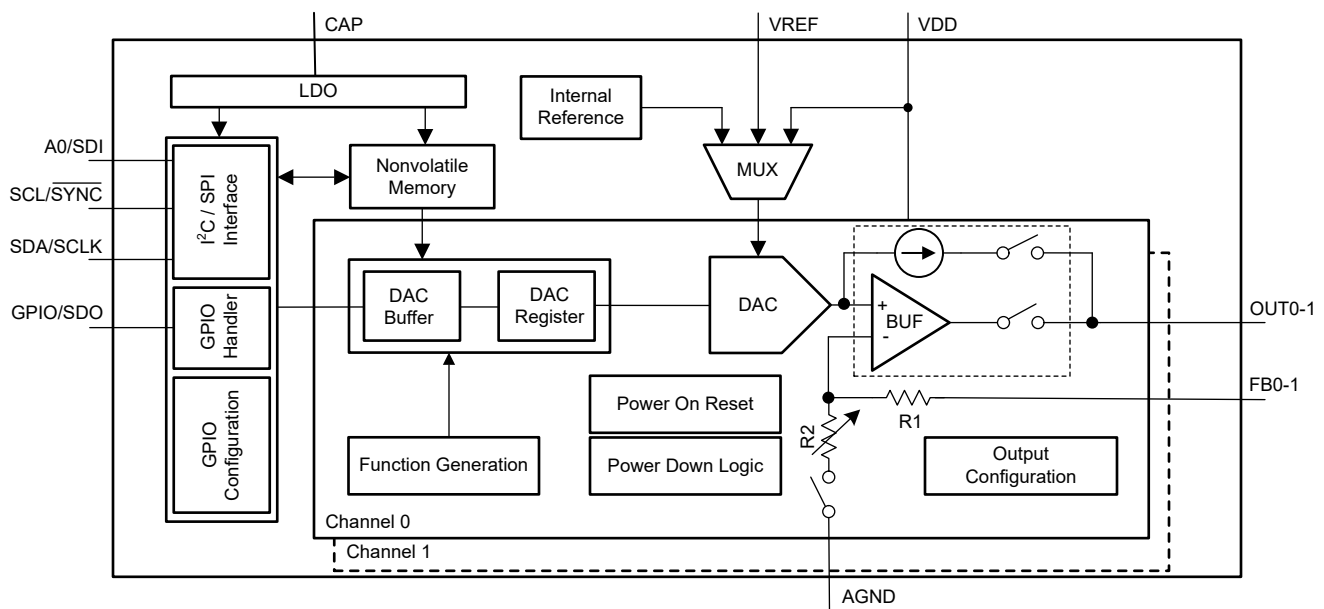 CAP
VREF
VDD
LDO
Internal
Reference
A0/SDI
SCL/SYNC
SDA/SCLK
GPIO/SDO
I²C / SPI
Interface
Nonvolatile
Memory
MUX
DAC
Buffer
DAC
Register
DAC
+
BUF
-
OUT0-1
GPIO
Handler
FB0-1
R1
R2
Power On Reset
GPIO
Configuration
Function Generation
Power Down Logic
Output
Configuration
Channel 0
Channel 1
AGND